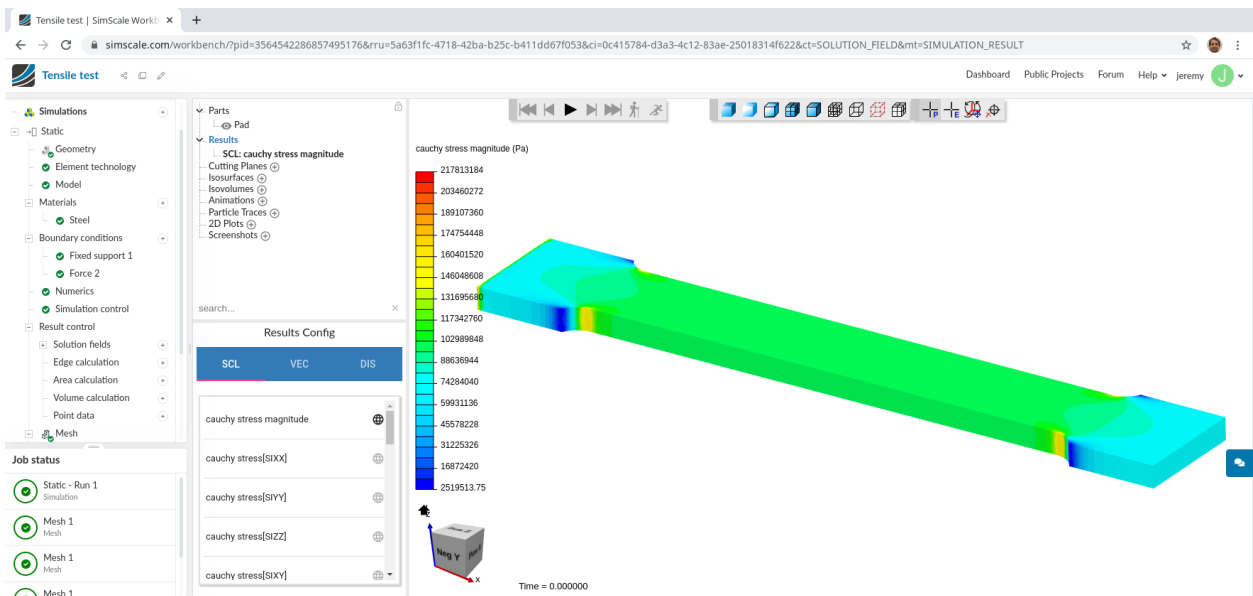 Tensile test | SimScale Workb
simscale.com/workbench/?pid=3564542286857495176&rru=5a63f1fc-4718-42ba-b25c-b411dd67f053&ci=0c415784-d3a3-4c12-83ae-25018314f622&ct=SOLUTION_FIELD&mt=SIMULATION_RESULT
Tensile test
Dashboard Public Projects Forum Help jeremy J
Simulations
Static
Geometry
Element technology
Model
Materials
Steel
Boundary conditions
Fixed support 1
Force 2
Numerics
Simulation control
Result control
Solution fields
Edge calculation
Area calculation
Volume calculation
Point data
Mesh
Job status
Static - Run 1
Simulation
Mesh 1
Mesh
Mesh 1
Mesh
Mesh 1
Parts
Pad
Results
SCL: cauchy stress magnitude
Cutting Planes
Isosurfaces
Isovolumes
Animations
Particle Traces
2D Plots
Screenshots
search...
Results Config
SCL VEC DIS
cauchy stress magnitude
cauchy stress[SIXX]
cauchy stress[SIYY]
cauchy stress[SIZZ]
cauchy stress[SIXY]
P E
cauchy stress magnitude (Pa)
217813184
203460272
189107360
174754448
160401520
146048608
131695680
117342760
102989848
88636944
74284040
59931136
45578228
31225326
16872420
2519513.75
Z
Neg Y
X
Time = 0.000000